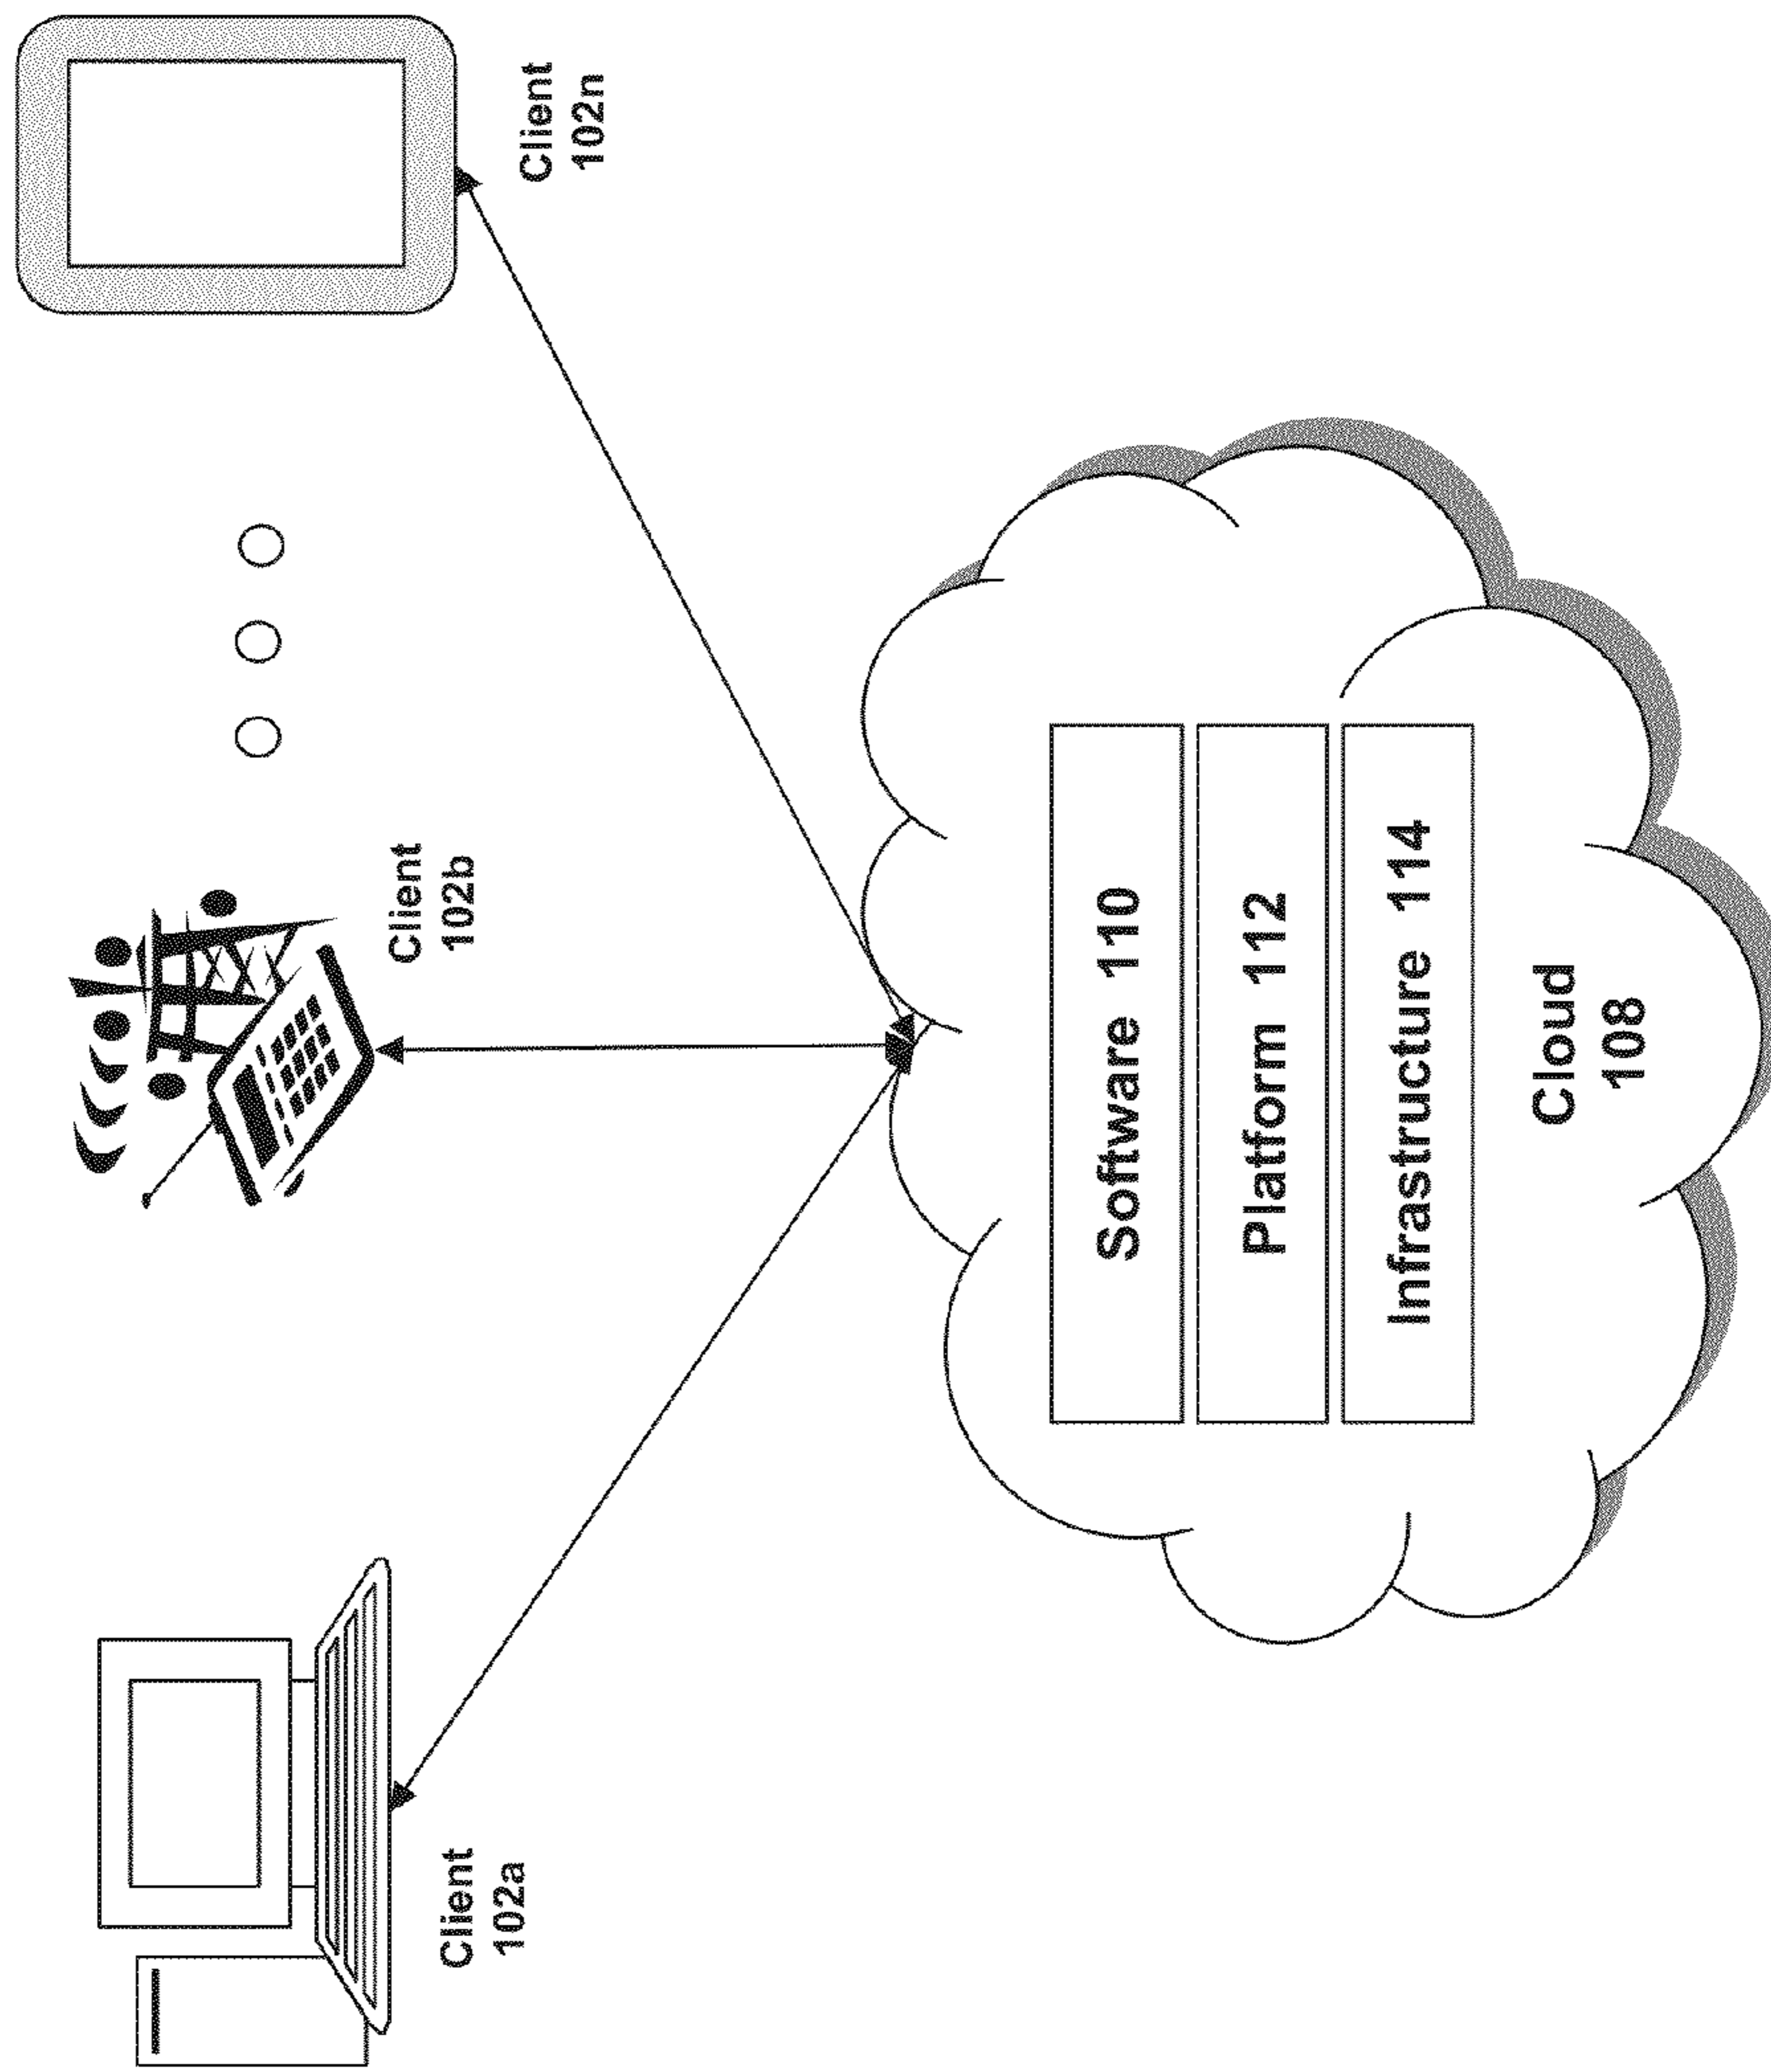 Client
102a
Client
102b
Client
102n
Software 110
Platform 112
Infrastructure 114
Cloud
108